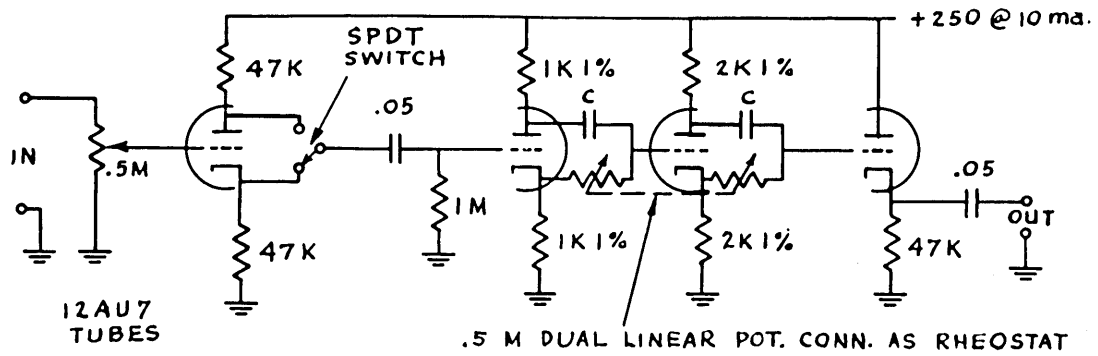 +250 @ 10 ma.
SPDT
SWITCH
47K
.05
1K 1%
2K 1%
C
C
IN
.5M
1M
.05
OUT
47K
1K 1%
2K 1%
47K
12AU7
TUBES
.5 M DUAL LINEAR POT. CONN. AS RHEOSTAT